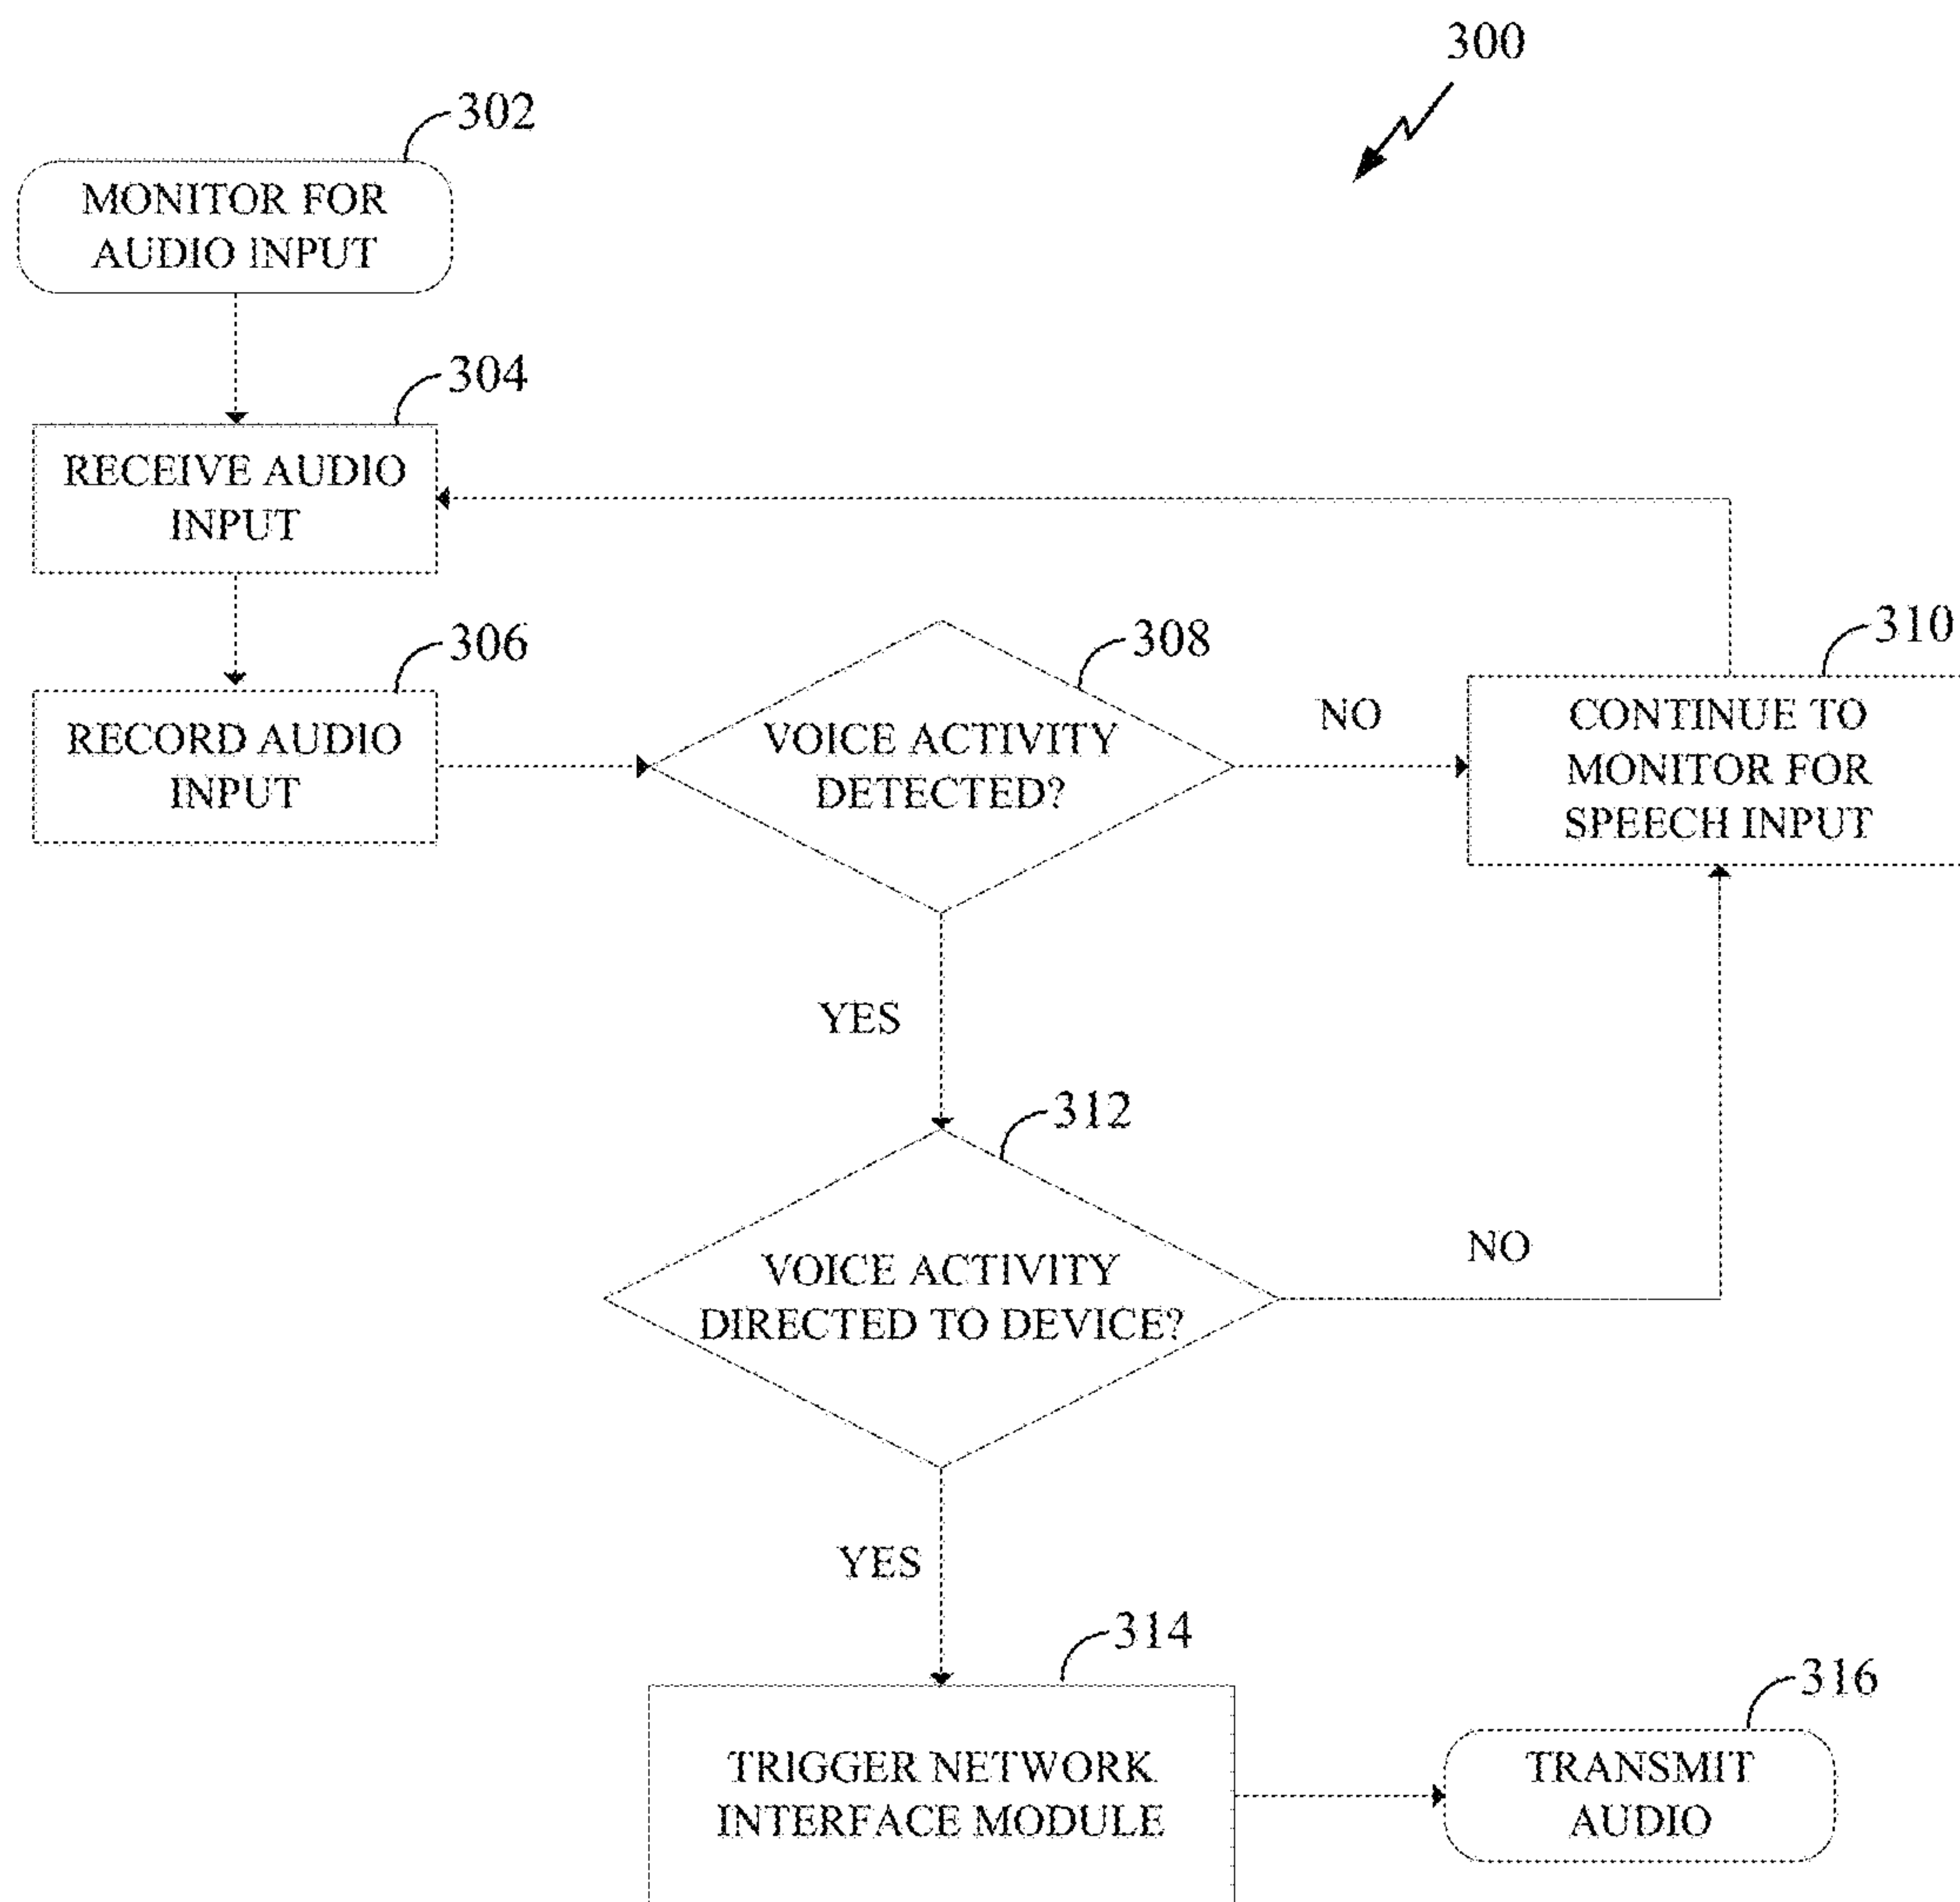 300
302
MONITOR FOR
AUDIO INPUT
304
RECEIVE AUDIO
INPUT
306
RECORD AUDIO
INPUT
308
VOICE ACTIVITY
DETECTED?
NO
310
CONTINUE TO
MONITOR FOR
SPEECH INPUT
YES
312
VOICE ACTIVITY
DIRECTED TO DEVICE?
NO
YES
314
TRIGGER NETWORK
INTERFACE MODULE
316
TRANSMIT
AUDIO